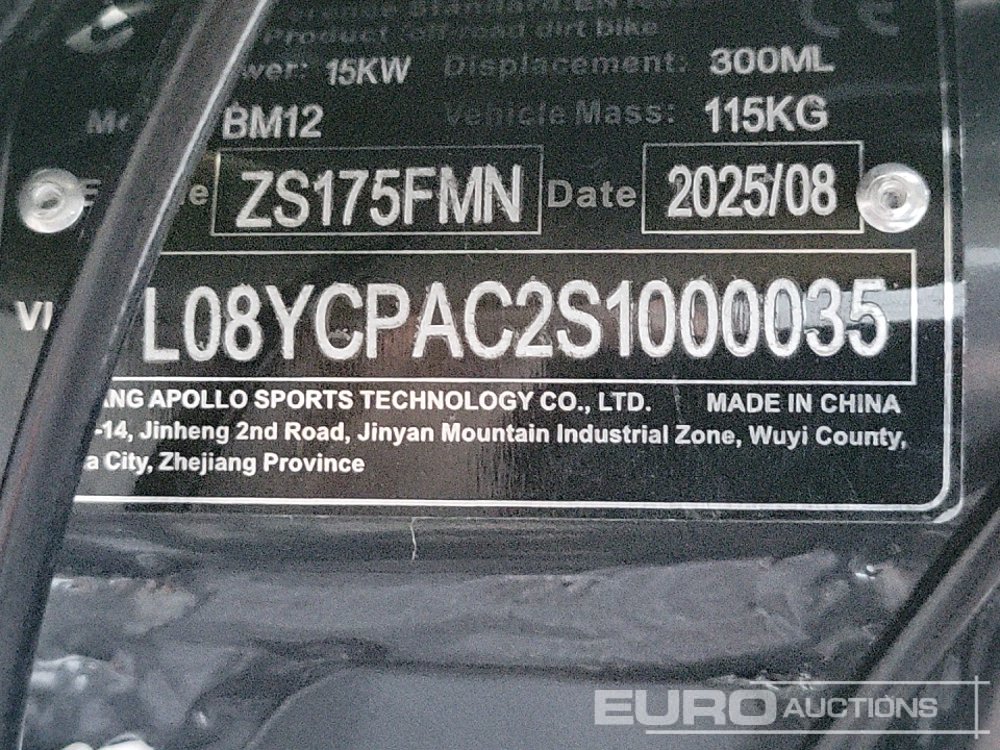 Product :off road dirt bike
15KW Displacement: 300ML
BM12 Vehicle Mass: 115KG
ZS175FMN Date 2025/08
L08YCPAC2S1000035
ANG APOLLO SPORTS TECHNOLOGY CO., LTD. MADE IN CHINA
-14, Jinheng 2nd Road, Jinyan Mountain Industrial Zone, Wuyi County,
a City, Zhejiang Province
CE
EURO AUCTIONS